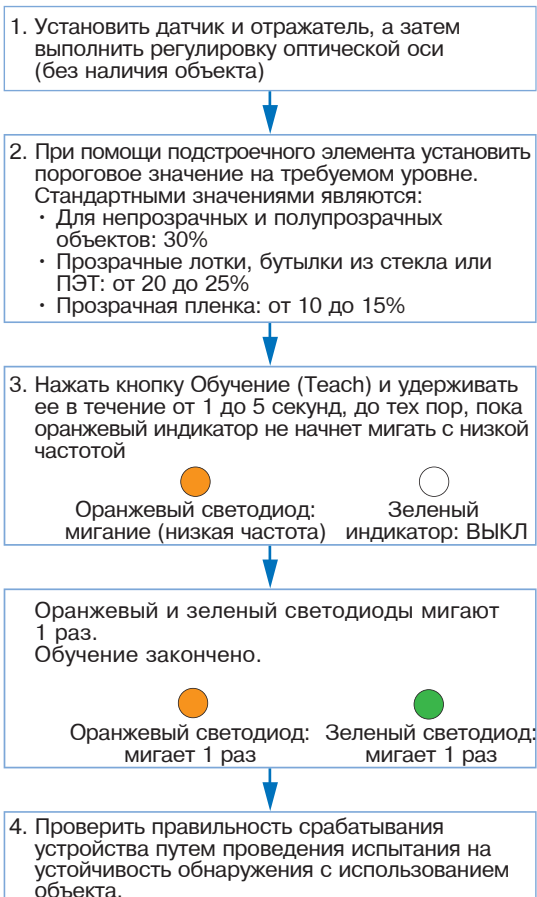 1. Установить датчик и отражатель, а затем
выполнить регулировку оптической оси
(без наличия объекта)
2. При помощи подстроечного элемента установить
пороговое значение на требуемом уровне.
Стандартными значениями являются:
· Для непрозрачных и полупрозрачных
объектов: 30%
· Прозрачные лотки, бутылки из стекла или
ПЭТ: от 20 до 25%
· Прозрачная пленка: от 10 до 15%
3. Нажать кнопку Обучение (Teach) и удерживать
ее в течение от 1 до 5 секунд, до тех пор, пока
оранжевый индикатор не начнет мигать с низкой
частотой
Оранжевый светодиод:
мигание (низкая частота)
Зеленый
индикатор: ВЫКЛ
Оранжевый и зеленый светодиоды мигают
1 раз.
Обучение закончено.
Оранжевый светодиод:
мигает 1 раз
Зеленый светодиод:
мигает 1 раз
4. Проверить правильность срабатывания
устройства путем проведения испытания на
устойчивость обнаружения с использованием
объекта.